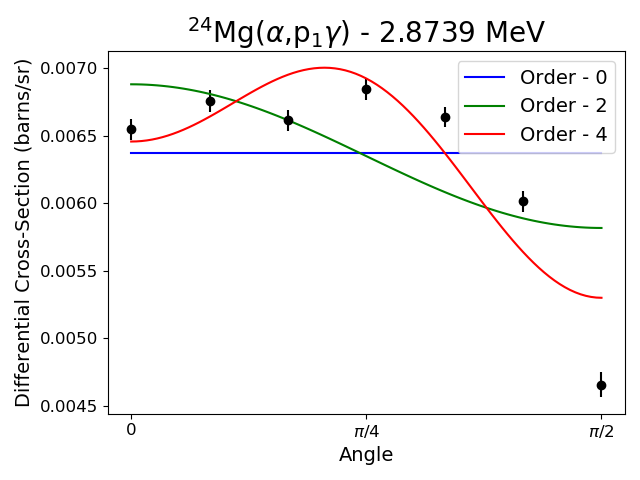 ²⁴Mg(α,p₁γ) - 2.8739 MeV
Differential Cross-Section (barns/sr)
0.0070
0.0065
0.0060
0.0055
0.0050
0.0045
Order - 0
Order - 2
Order - 4
0
π/4
π/2
Angle